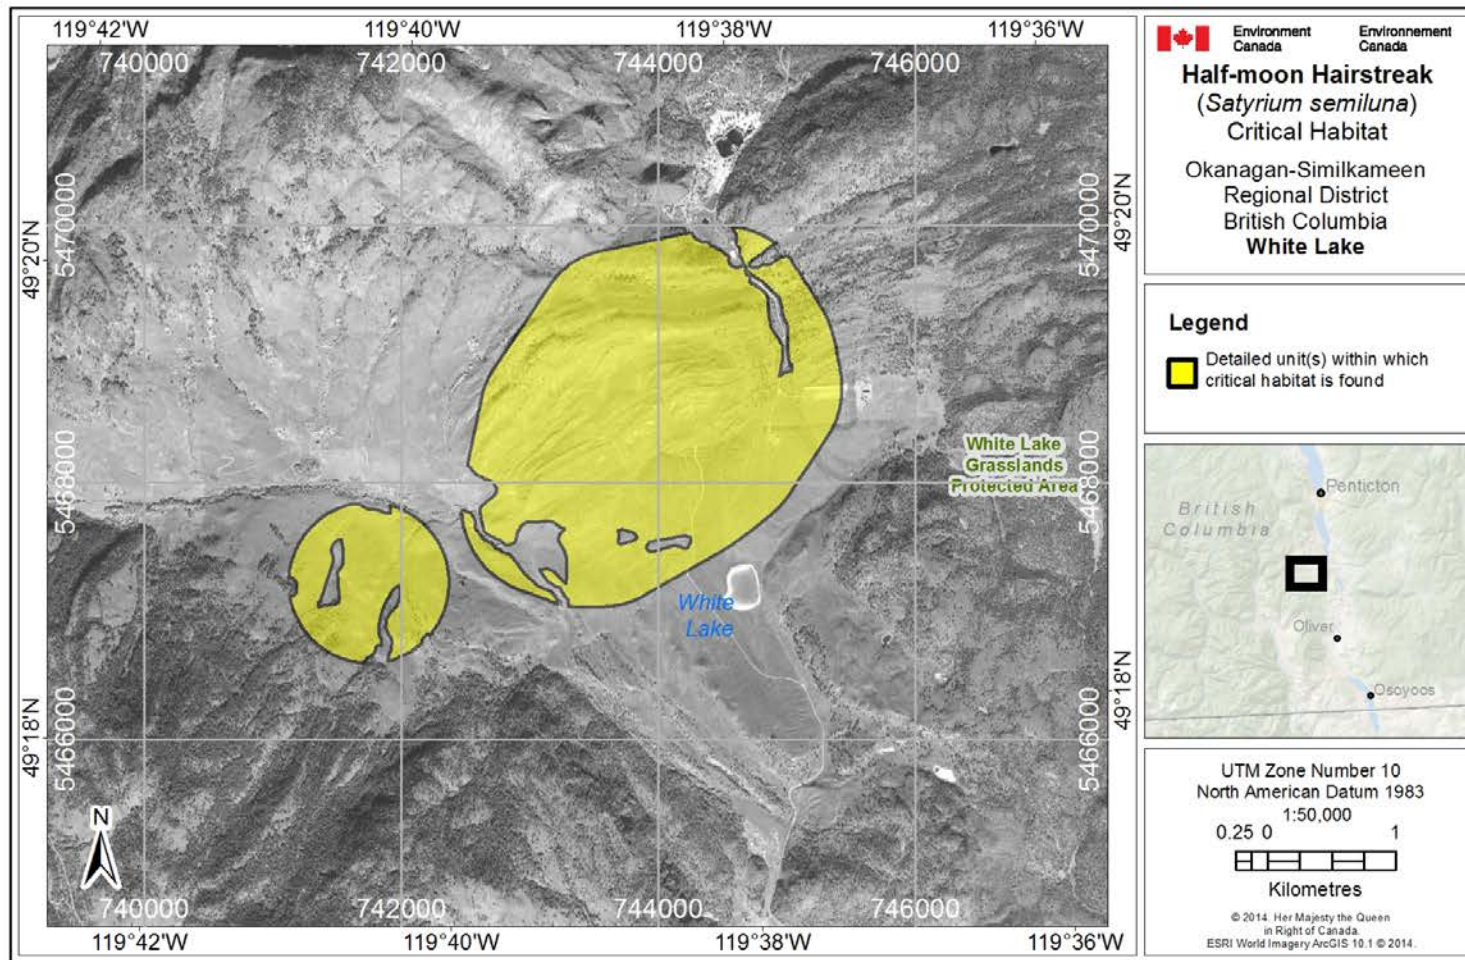 119°42'W 119°40'W 119°38'W 119°36'W
740000 742000 744000 746000
49°20'N
5470000
5468000
49°18'N
5466000
5470000
49°20'N
5468000
49°18'N
5466000
White Lake
Grasslands
Protected Area
White
Lake
N
740000 742000 744000 746000
119°42'W 119°40'W 119°38'W 119°36'W
Environment
Canada
Environnement
Canada
Half-moon Hairstreak
(Satyrium semiluna)
Critical Habitat
Okanagan-Similkameen
Regional District
British Columbia
White Lake
Legend
Detailed unit(s) within which
critical habitat is found
Penticton
British
Columbia
Oliver
Osoyoos
UTM Zone Number 10
North American Datum 1983
1:50,000
0.25 0 1
Kilometres
© 2014. Her Majesty the Queen
in Right of Canada.
ESRI World Imagery ArcGIS 10.1 © 2014.